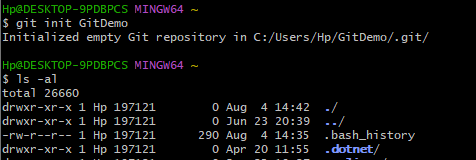 Hp@DESKTOP-9PDBPCS MINGW64 ~
$ git init GitDemo
Initialized empty Git repository in C:/Users/Hp/GitDemo/.git/
Hp@DESKTOP-9PDBPCS MINGW64 ~
$ ls -al
total 26660
drwxr-xr-x 1 Hp 197121 0 Aug 4 14:42 ./
drwxr-xr-x 1 Hp 197121 0 Jun 23 20:39 ../
-rw-r--r-- 1 Hp 197121 290 Aug 4 14:35 .bash_history
drwxr-xr-x 1 Hp 197121 0 Apr 20 11:55 .dotnet/